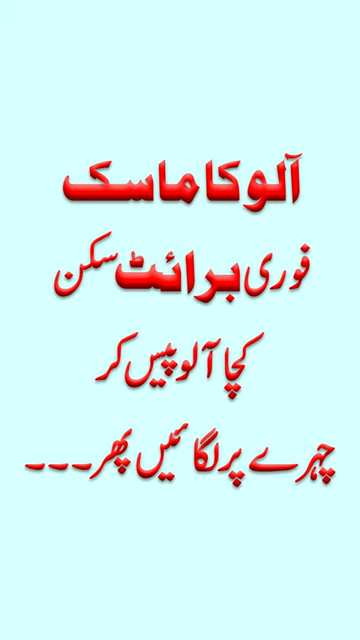 آلو کا ماسک
فوری برائٹ سکن
کچا آلو پیس کر
چہرے پر لگائیں پھر۔۔۔